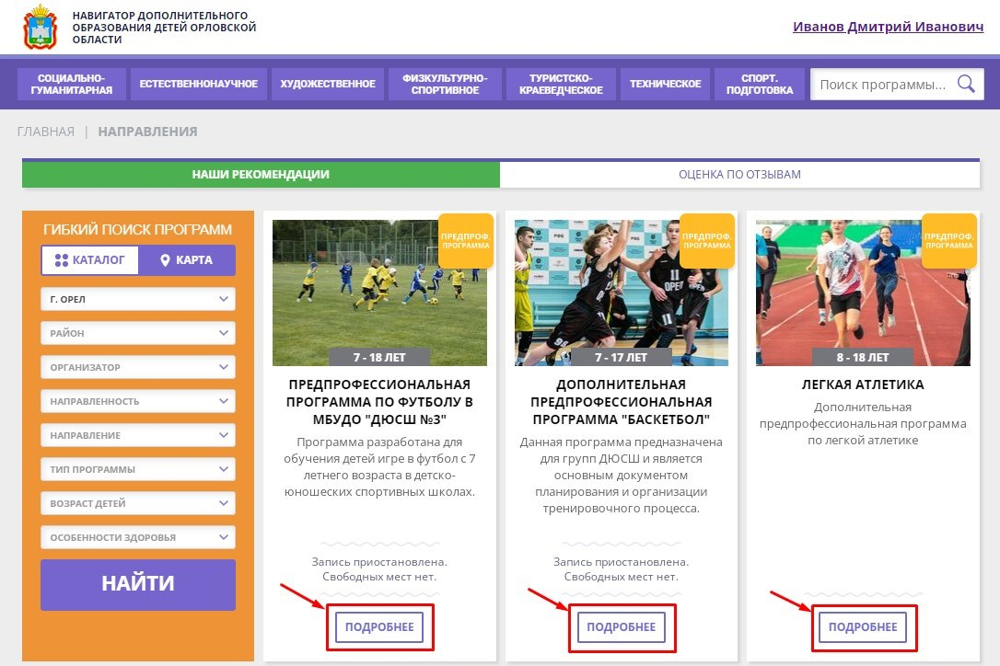 НАВИГАТОР ДОПОЛНИТЕЛЬНОГО
ОБРАЗОВАНИЯ ДЕТЕЙ ОРЛОВСКОЙ
ОБЛАСТИ
Иванов Дмитрий Иванович
СОЦИАЛЬНО-
ГУМАНИТАРНАЯ
ЕСТЕСТВЕННОНАУЧНОЕ
ХУДОЖЕСТВЕННОЕ
ФИЗКУЛЬТУРНО-
СПОРТИВНОЕ
ТУРИСТСКО-
КРАЕВЕДЧЕСКОЕ
ТЕХНИЧЕСКОЕ
СПОРТ.
ПОДГОТОВКА
Поиск программы...
ГЛАВНАЯ | НАПРАВЛЕНИЯ
НАШИ РЕКОМЕНДАЦИИ
ОЦЕНКА ПО ОТЗЫВАМ
ГИБКИЙ ПОИСК ПРОГРАММ
КАТАЛОГ
КАРТА
Г. ОРЕЛ
РАЙОН
ОРГАНИЗАТОР
НАПРАВЛЕННОСТЬ
НАПРАВЛЕНИЕ
ТИП ПРОГРАММЫ
ВОЗРАСТ ДЕТЕЙ
ОСОБЕННОСТИ ЗДОРОВЬЯ
НАЙТИ
ПРЕДПРОФ.
ПРОГРАММА
7 - 18 ЛЕТ
ПРЕДПРОФЕССИОНАЛЬНАЯ
ПРОГРАММА ПО ФУТБОЛУ В
МБУДО "ДЮСШ №3"
Программа разработана для
обучения детей игре в футбол с 7
летнего возраста в детско-
юношеских спортивных школах.
Запись приостановлена.
Свободных мест нет.
ПОДРОБНЕЕ
ПРЕДПРОФ.
ПРОГРАММА
11
11
ОРЕЛ
94
7 - 17 ЛЕТ
ДОПОЛНИТЕЛЬНАЯ
ПРЕДПРОФЕССИОНАЛЬНАЯ
ПРОГРАММА "БАСКЕТБОЛ"
Данная программа предназначена
для групп ДЮСШ и является
основным документом
планирования и организации
тренировочного процесса.
Запись приостановлена.
Свободных мест нет.
ПОДРОБНЕЕ
ПРЕДПРОФ.
ПРОГРАММА
8 - 18 ЛЕТ
ЛЕГКАЯ АТЛЕТИКА
Дополнительная
предпрофессиональная программа
по легкой атлетике
ПОДРОБНЕЕ